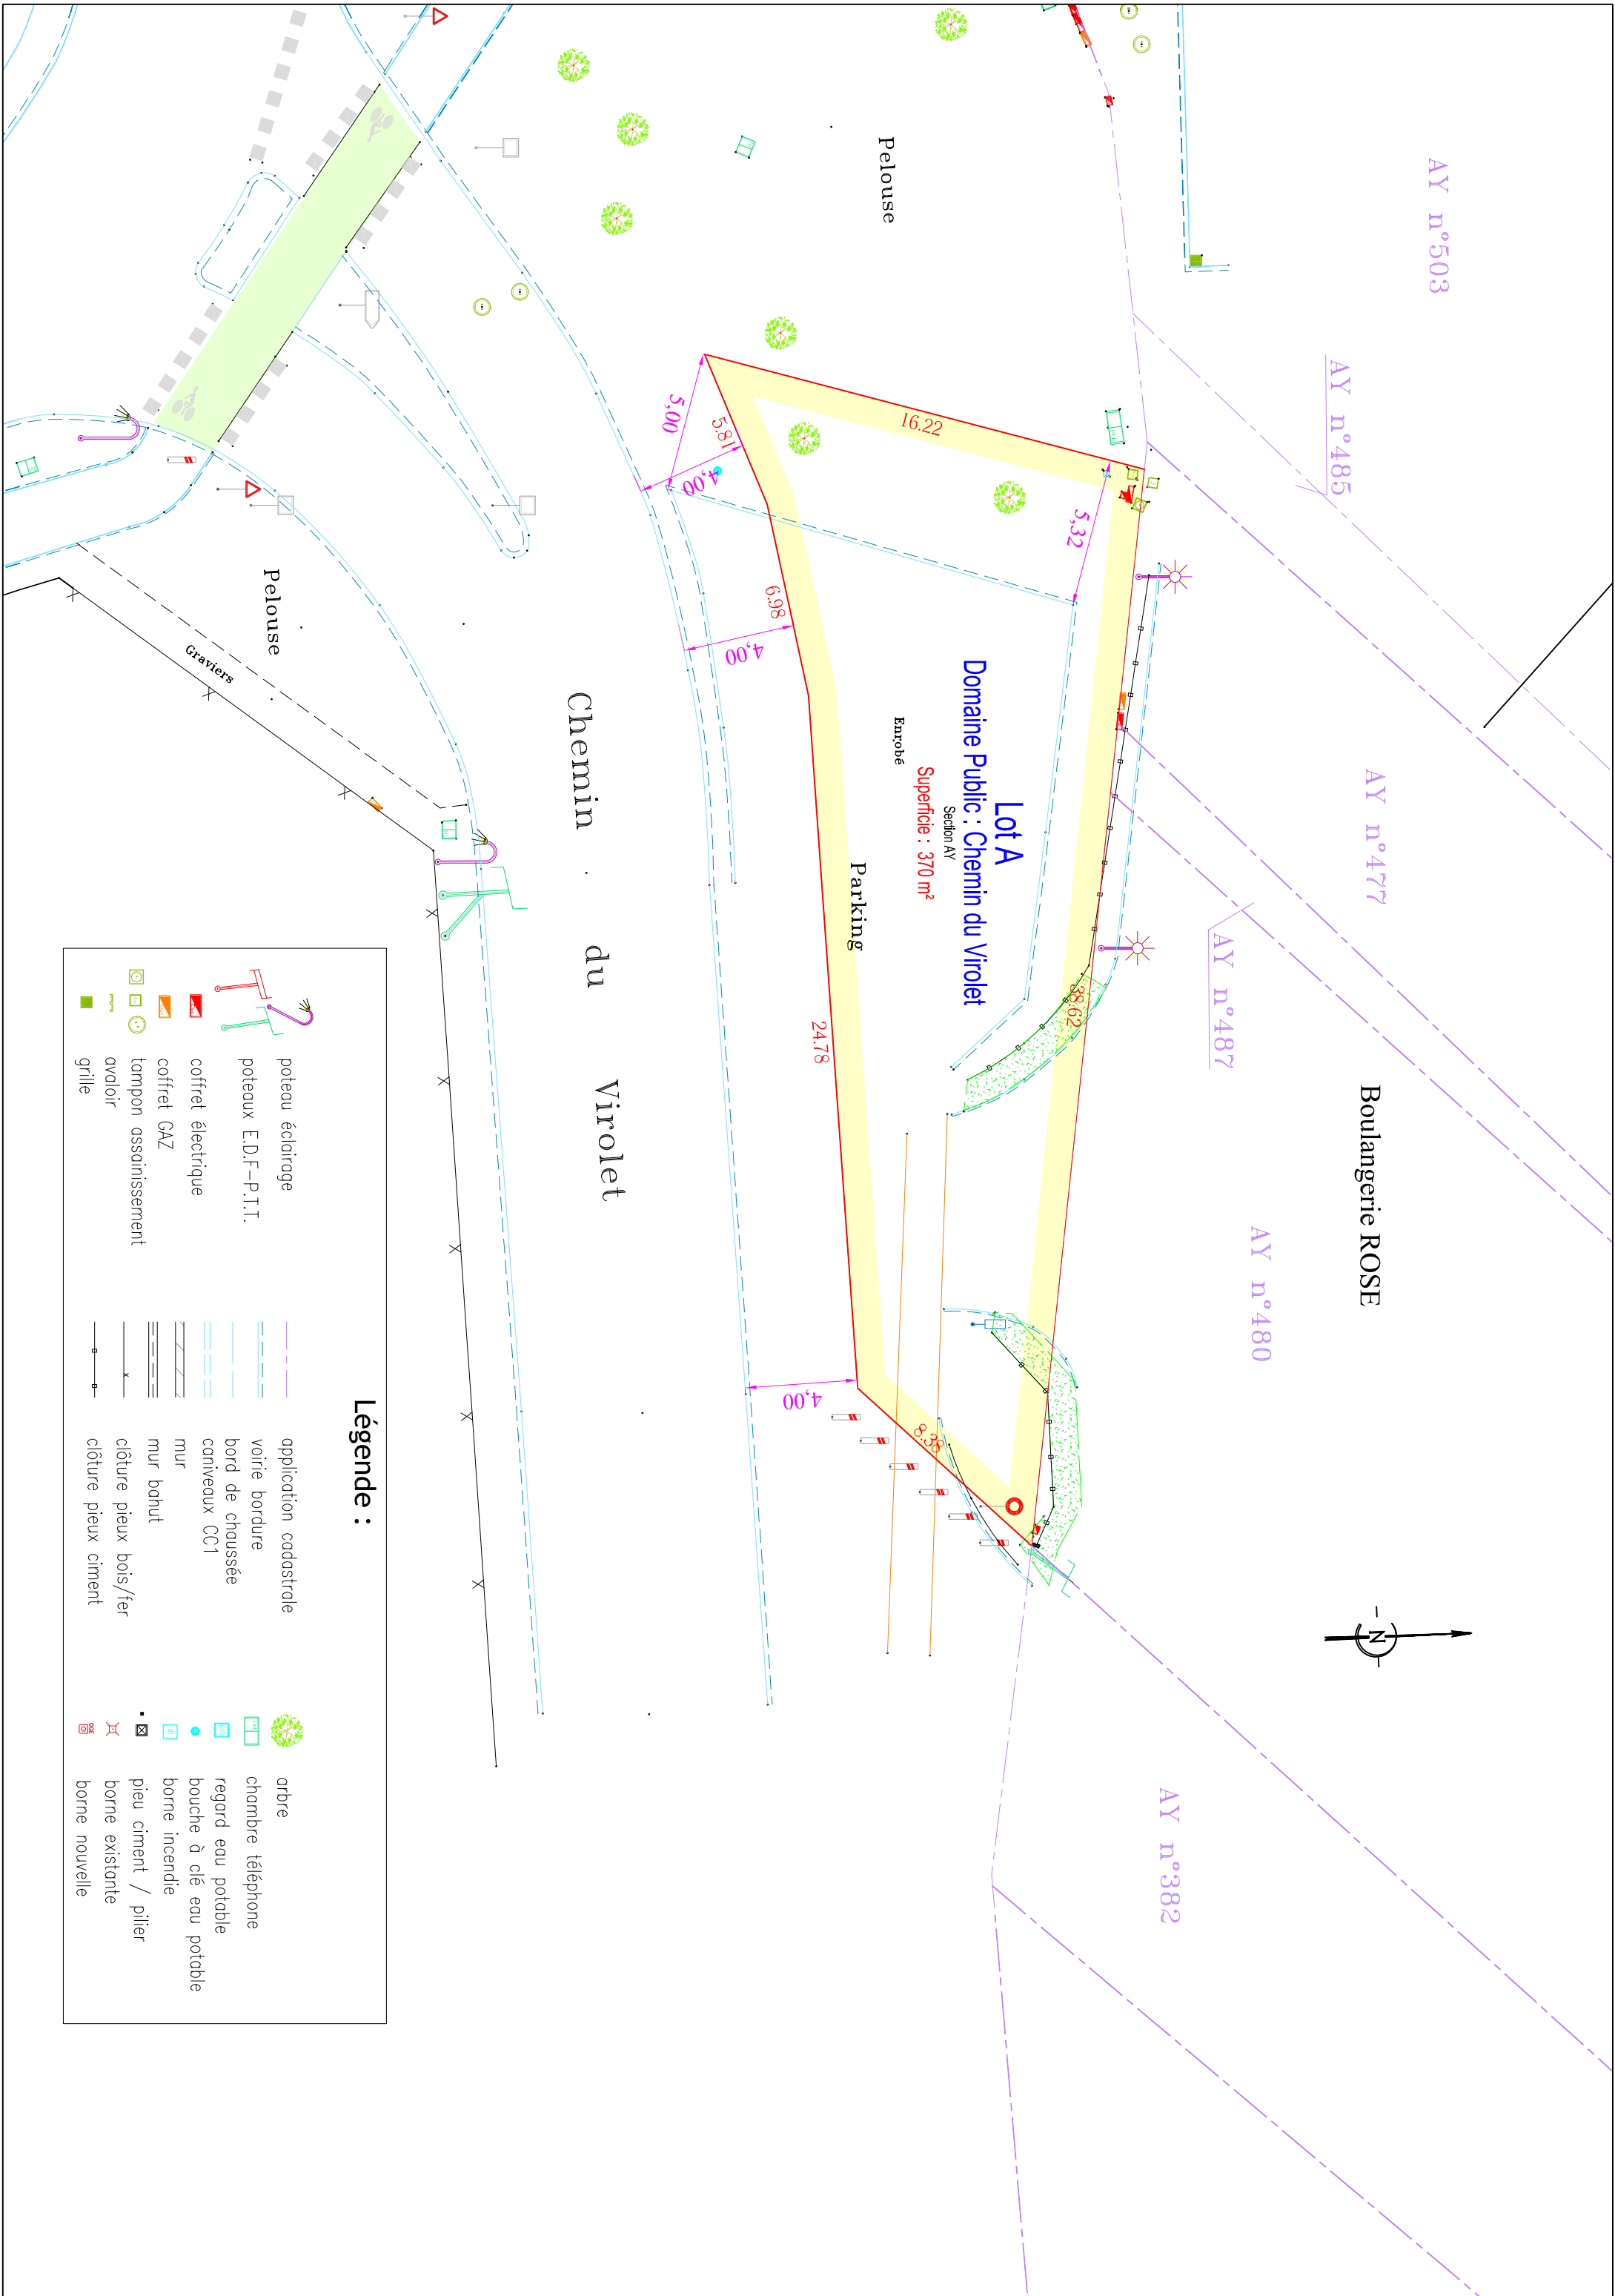 AY n°503
AY n°485
AY n°477
AY n°487
Boulangerie ROSE
AY n°480
AY n°382
N
Pelouse
16.22
5,32
5,00
5.81
4,00
6.98
4,00
38.62
Lot A
Domaine Public : Chemin du Virolet
Section AY
Superficie : 370 m²
Enrobé
Parking
24.78
8.38
4,00
Chemin du Virolet
Pelouse
Graviers
Légende :
poteau éclairage
poteaux E.D.F-P.T.T.
coffret électrique
coffret GAZ
tampon assainissement
avaloir
grille
application cadastrale
voirie bordure
bord de chaussée
caniveaux CC1
mur
mur bahut
clôture pieux bois/fer
clôture pieux ciment
arbre
chambre téléphone
regard eau potable
bouche à clé eau potable
borne incendie
pieu ciment / pilier
borne existante
borne nouvelle